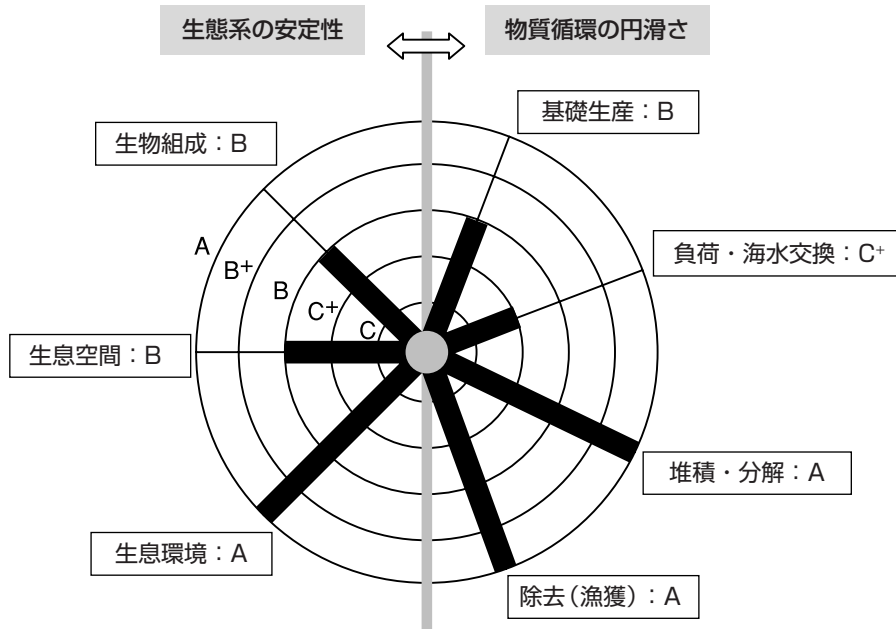 生態系の安定性
物質循環の円滑さ
基礎生産：B
生物組成：B
負荷・海水交換：C⁺
A
B⁺
B
C⁺
C
生息空間：B
堆積・分解：A
生息環境：A
除去（漁獲）：A